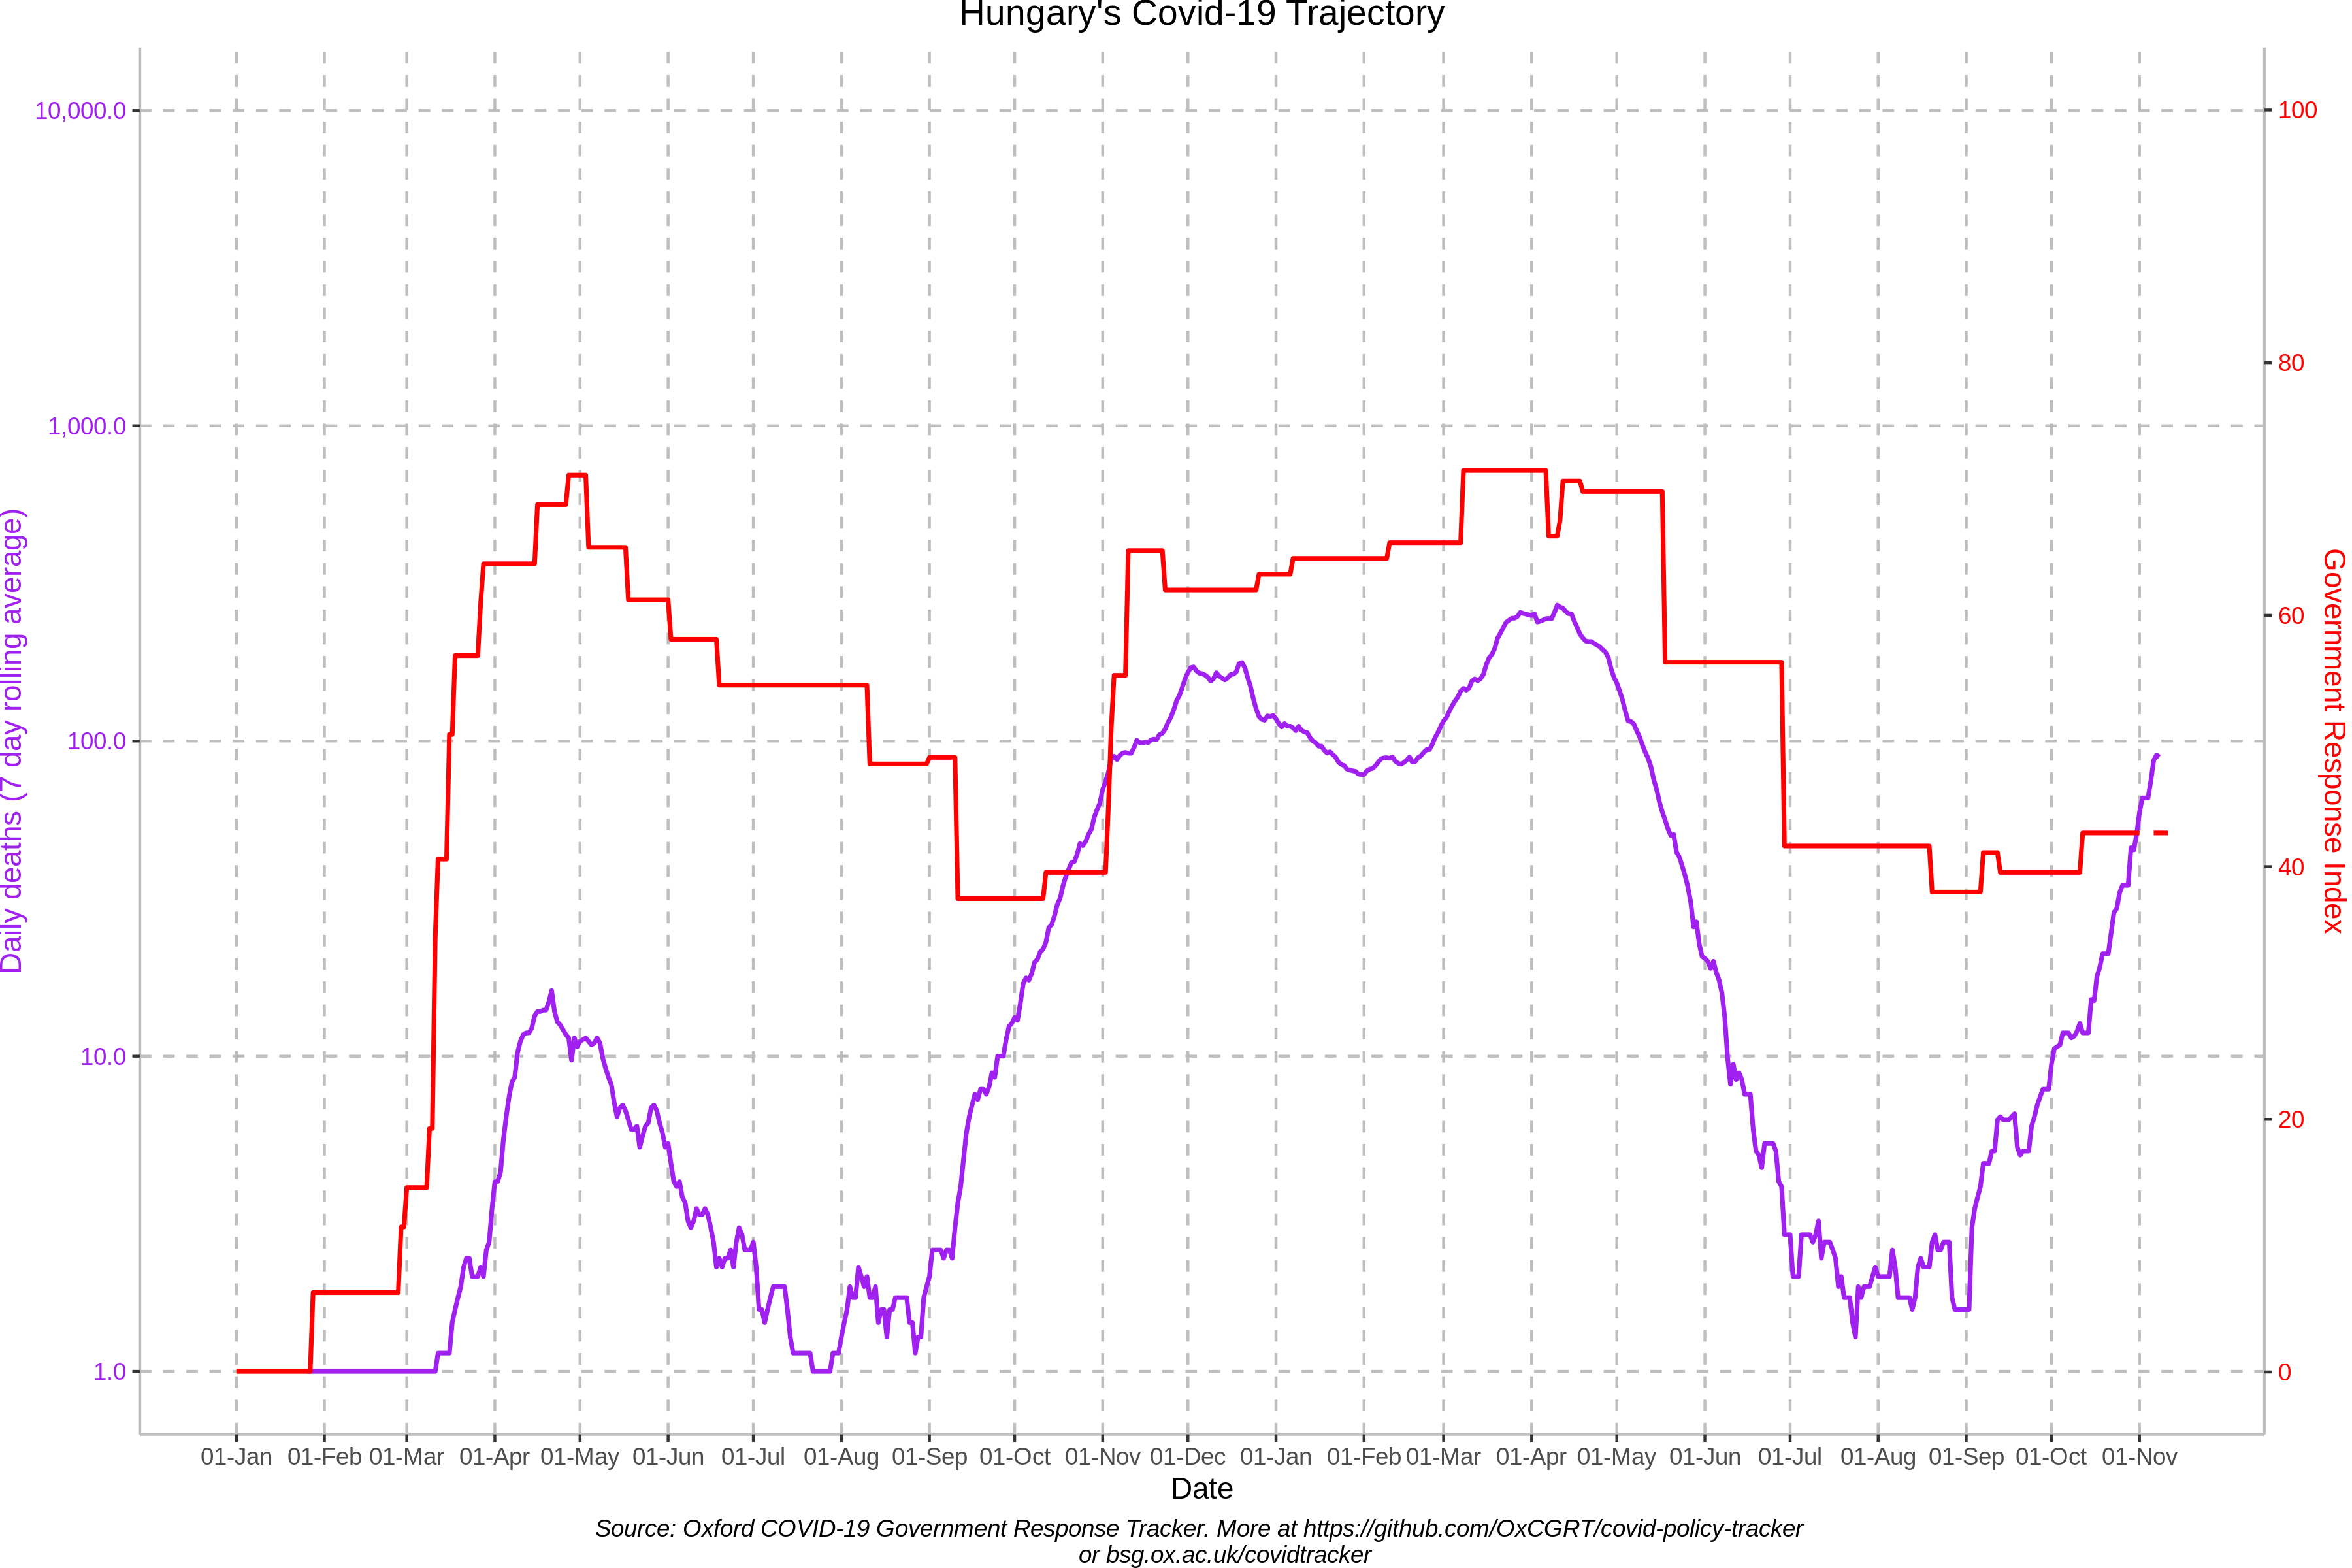 Hungary's Covid-19 Trajectory
10,000.0
1,000.0
100.0
10.0
1.0
Daily deaths (7 day rolling average)
100
80
60
40
20
0
Government Response Index
01-Jan 01-Feb 01-Mar 01-Apr 01-May 01-Jun 01-Jul 01-Aug 01-Sep 01-Oct 01-Nov 01-Dec 01-Jan 01-Feb 01-Mar 01-Apr 01-May 01-Jun 01-Jul 01-Aug 01-Sep 01-Oct 01-Nov
Date
Source: Oxford COVID-19 Government Response Tracker. More at https://github.com/OxCGRT/covid-policy-tracker
or bsg.ox.ac.uk/covidtracker